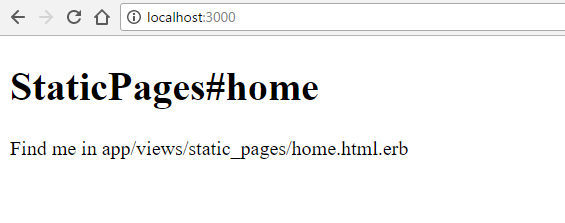 localhost:3000
StaticPages#home
Find me in app/views/static_pages/home.html.erb